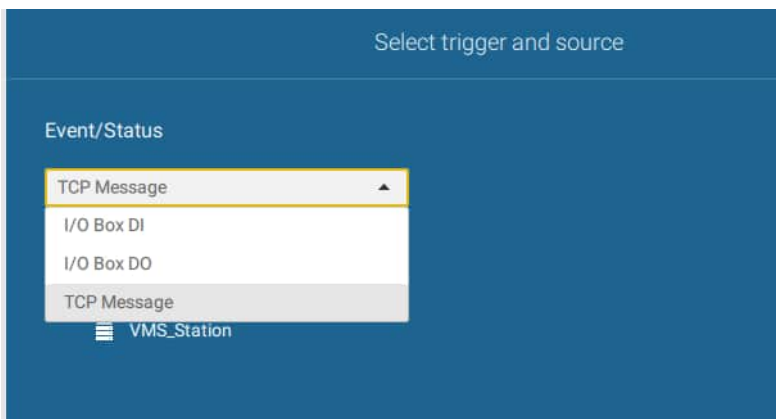 Select trigger and source
Event/Status
TCP Message
I/O Box DI
I/O Box DO
TCP Message
VMS_Station